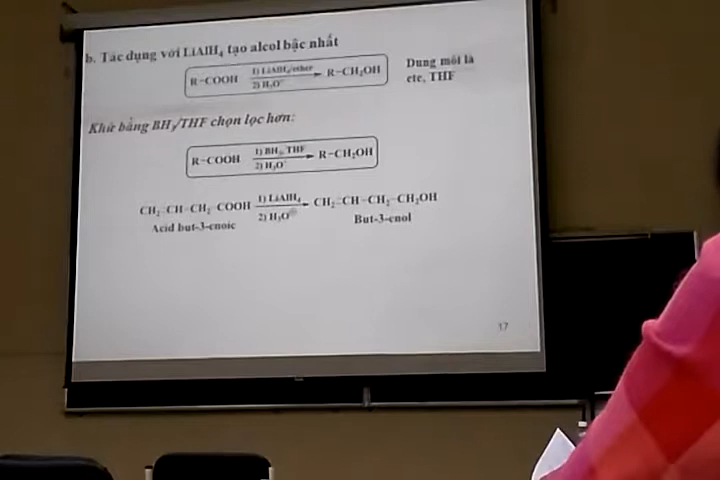 b. Tác dụng với LiAlH4 tạo alcol bậc nhất
R-COOH 1) LiAlH4/ether 2) H3O+ R-CH2OH
Dung môi là
ete, THF
Khử bằng BH3/THF chọn lọc hơn:
R-COOH 1) BH3, THF 2) H3O+ R-CH2OH
CH2=CH-CH2-COOH 1) LiAlH4 2) H3O⊕ CH2=CH-CH2-CH2OH
Acid but-3-enoic But-3-enol
17